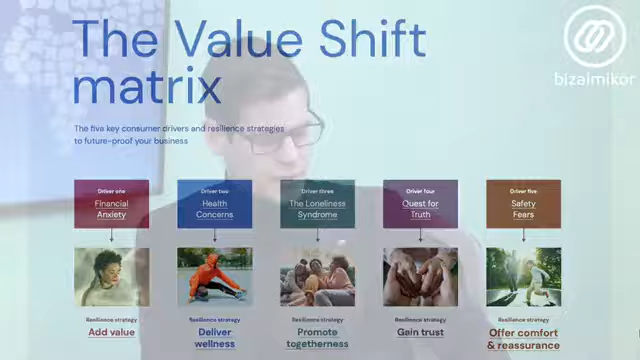 The Value Shift
matrix
bizalmikör
The five key consumer drivers and resilience strategies
to future-proof your business
Driver one
Financial
Anxiety
Driver two
Health
Concerns
Driver three
The Loneliness
Syndrome
Driver four
Quest for
Truth
Driver five
Safety
Fears
Resilience strategy
Add value
Resilience strategy
Deliver
wellness
Resilience strategy
Promote
togetherness
Resilience strategy
Gain trust
Resilience strategy
Offer comfort
& reassurance